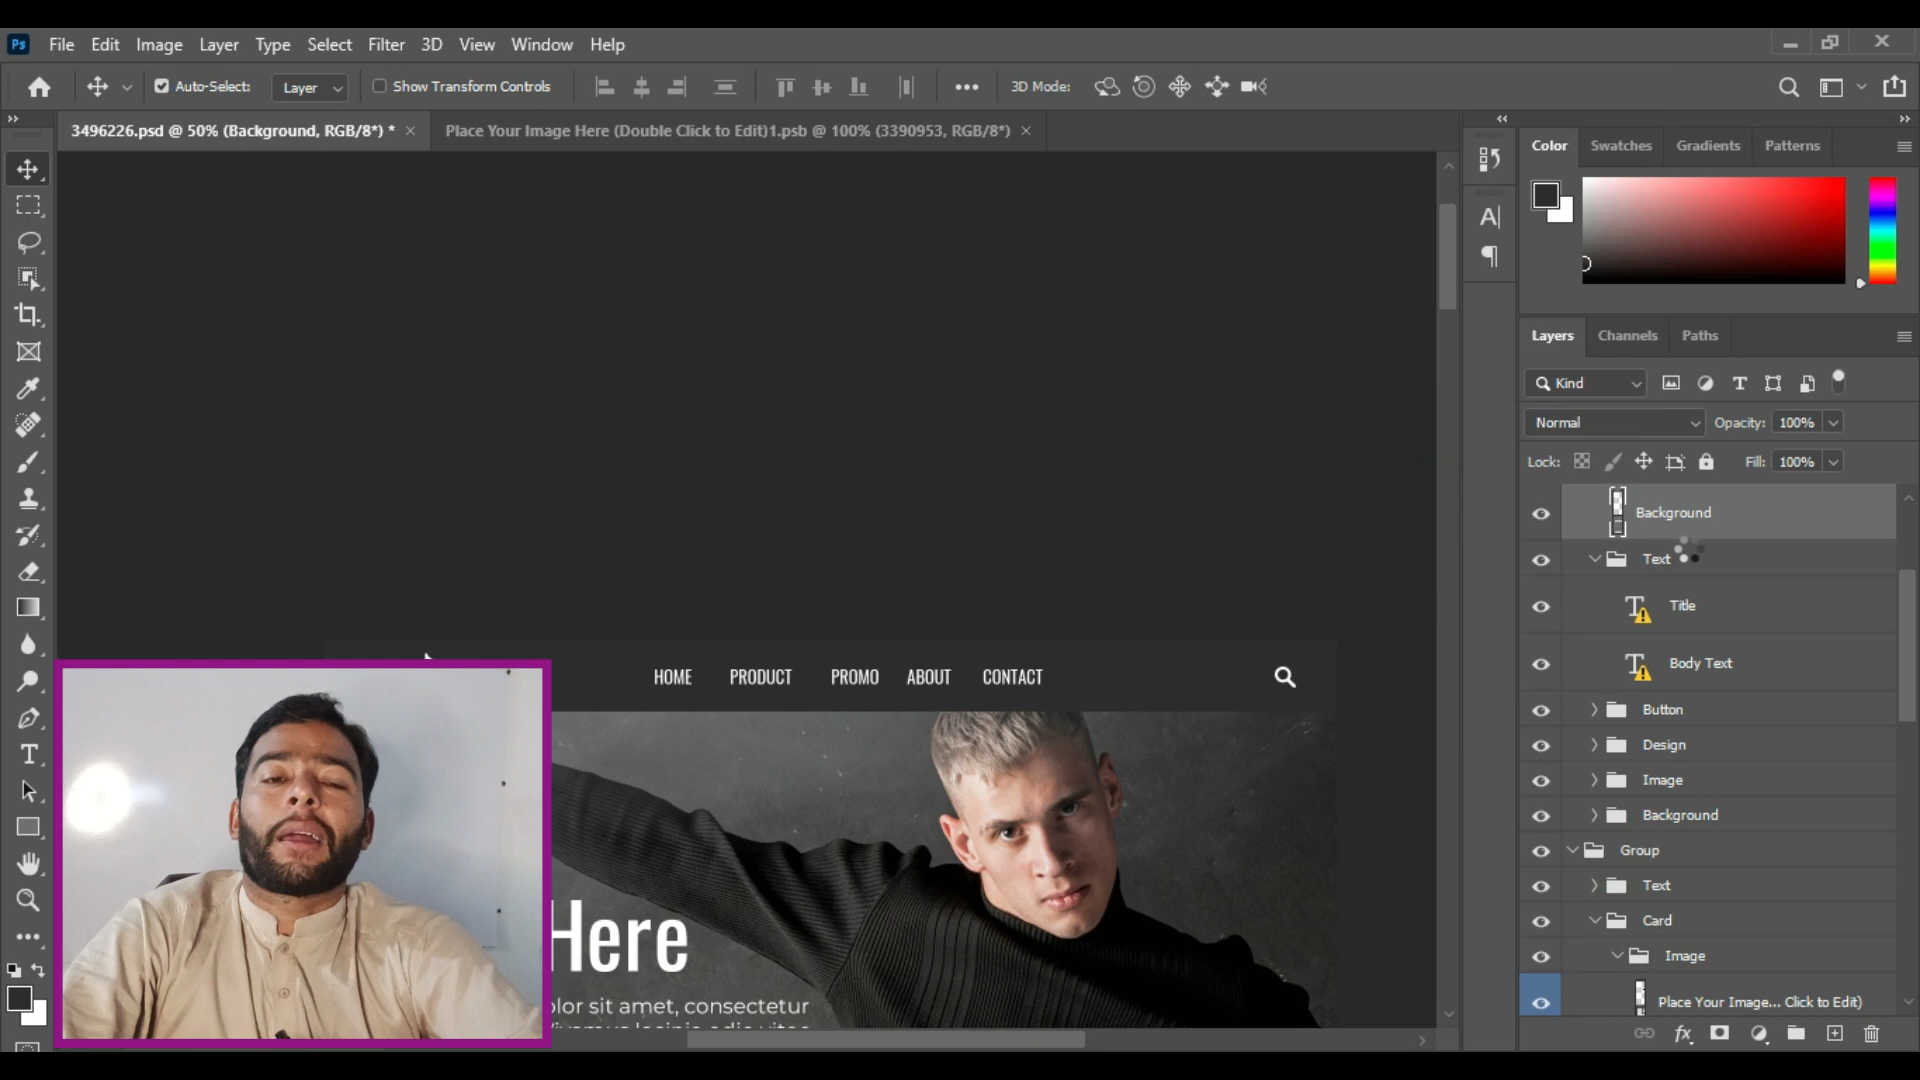 Ps File Edit Image Layer Type Select Filter 3D View Window Help
Auto-Select: Layer Show Transform Controls 3D Mode:
3496226.psd @ 50% (Background, RGB/8*) * × Place Your Image Here (Double Click to Edit)1.psb @ 100% (3390953, RGB/8*) ×
Color Swatches Gradients Patterns
Layers Channels Paths
Kind
Normal Opacity: 100%
Lock: Fill: 100%
Background
Text
Title
Body Text
Button
Design
Image
Background
Group
Text
Card
Image
Place Your Image... Click to Edit)
HOME PRODUCT PROMO ABOUT CONTACT
Here
olor sit amet, consectetur